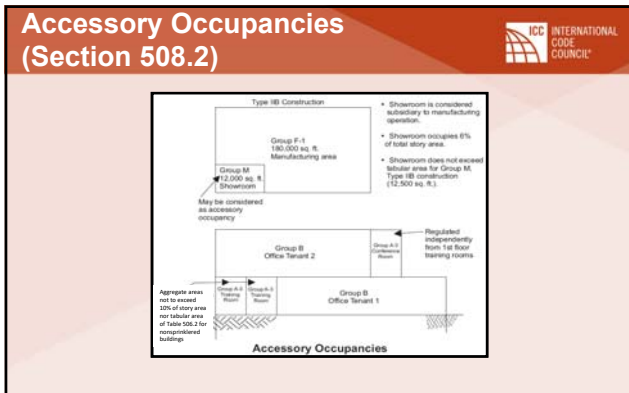 Accessory Occupancies
(Section 508.2)
ICC INTERNATIONAL
CODE
COUNCIL®
Type IIB Construction
Group F-1
180,000 sq. ft.
Manufacturing area
Group M
12,000 sq. ft.
Showroom
May be considered
as accessory
occupancy
• Showroom is considered
subsidiary to manufacturing
operation.
• Showroom occupies 6%
of total story area.
• Showroom does not exceed
tabular area for Group M,
Type IIB construction
(12,500 sq. ft.).
Group B
Office Tenant 2
Group A-3
Conference
Room
Regulated
independently
from 1st floor
training rooms
Aggregate areas
not to exceed
10% of story area
nor tabular area
of Table 506.2 for
nonsprinklered
buildings
Group A-3
Training
Room
Group A-3
Training
Room
Group B
Office Tenant 1
Accessory Occupancies